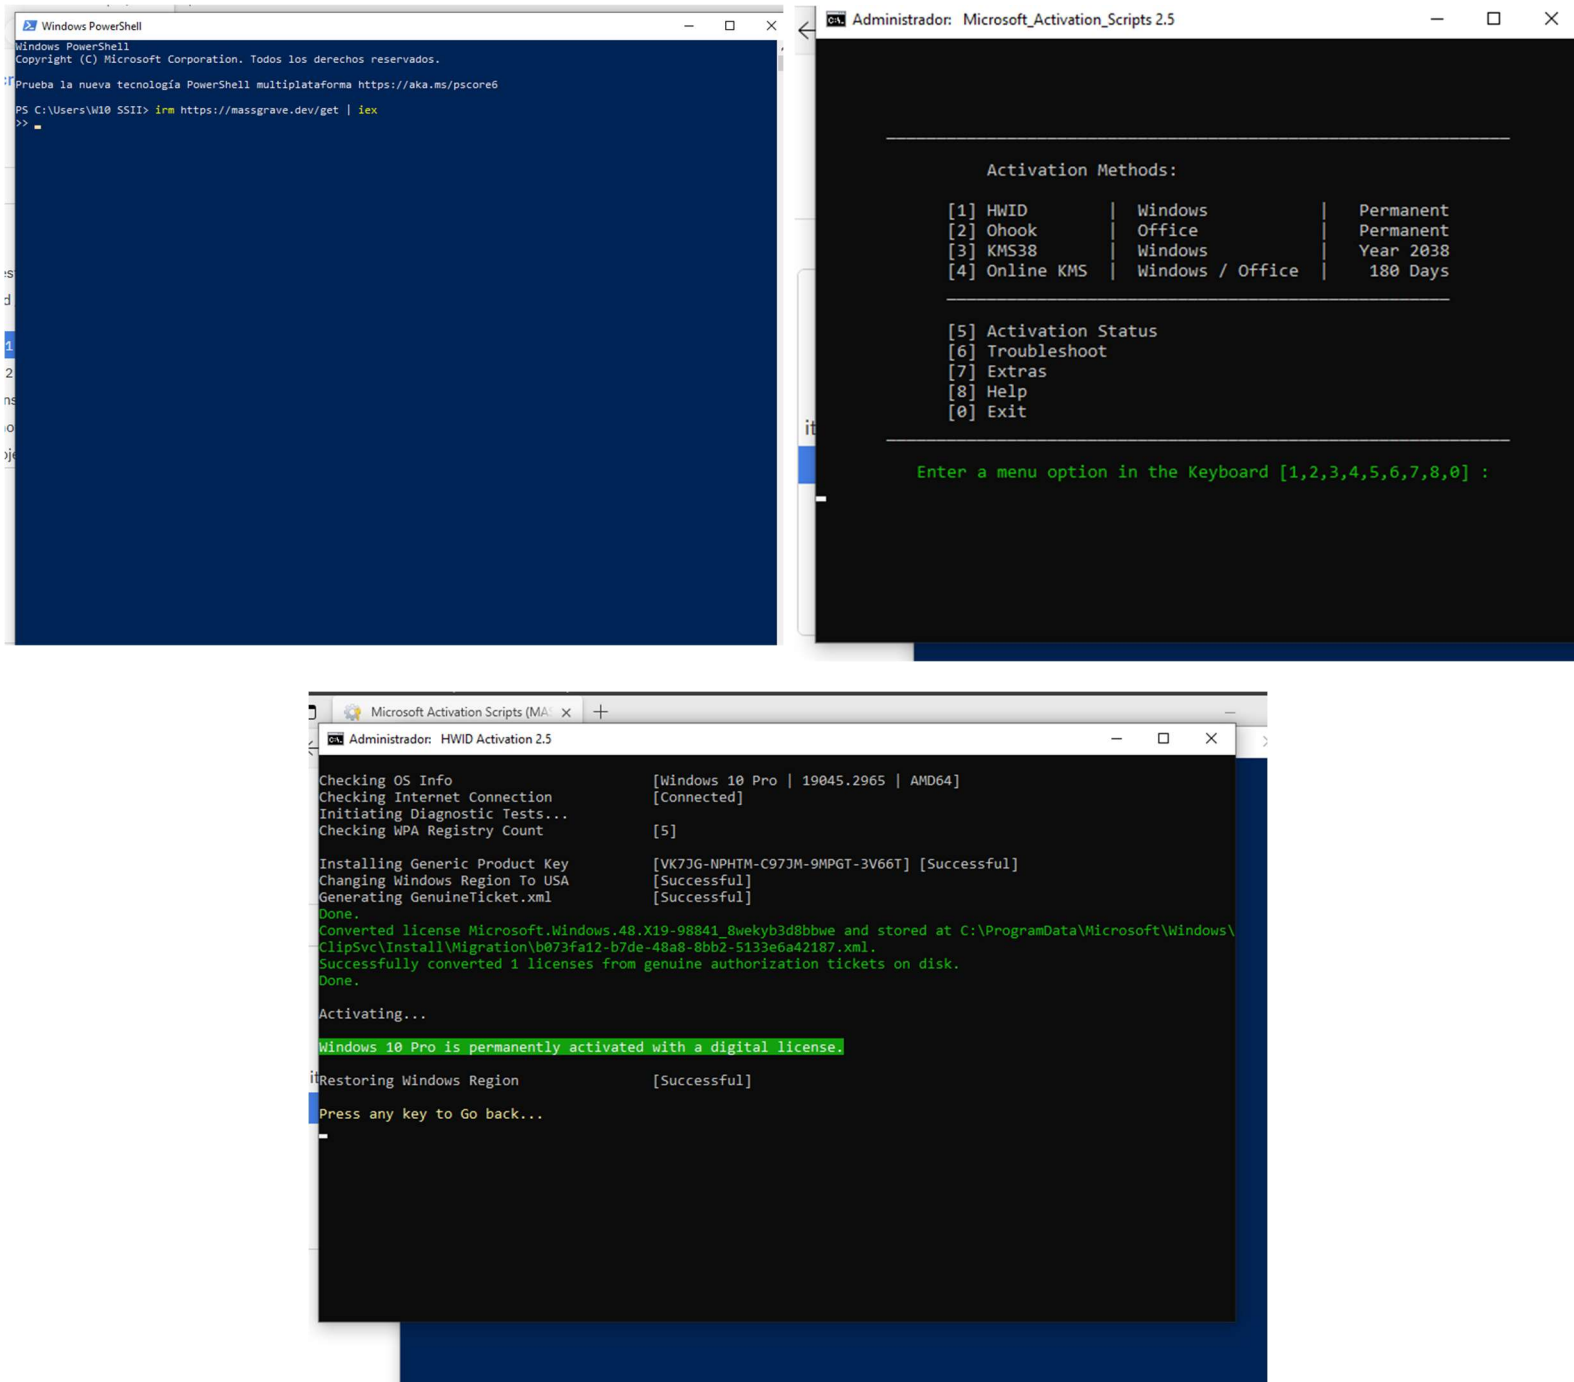 Windows PowerShell
Windows PowerShell
Copyright (C) Microsoft Corporation. Todos los derechos reservados.
Prueba la nueva tecnología PowerShell multiplataforma https://aka.ms/pscore6
PS C:\Users\W10 SSII> irm https://massgrave.dev/get | iex
>>
Administrador: Microsoft_Activation_Scripts 2.5
Activation Methods:
[1] HWID | Windows | Permanent
[2] Ohook | Office | Permanent
[3] KMS38 | Windows | Year 2038
[4] Online KMS | Windows / Office | 180 Days
[5] Activation Status
[6] Troubleshoot
[7] Extras
[8] Help
[0] Exit
Enter a menu option in the Keyboard [1,2,3,4,5,6,7,8,0] :
Microsoft Activation Scripts (MAS
Administrador: HWID Activation 2.5
Checking OS Info [Windows 10 Pro | 19045.2965 | AMD64]
Checking Internet Connection [Connected]
Initiating Diagnostic Tests...
Checking WPA Registry Count [5]
Installing Generic Product Key [VK7JG-NPHTM-C97JM-9MPGT-3V66T] [Successful]
Changing Windows Region To USA [Successful]
Generating GenuineTicket.xml [Successful]
Done.
Converted license Microsoft.Windows.48.X19-98841_8wekyb3d8bbwe and stored at C:\ProgramData\Microsoft\Windows\
ClipSvc\Install\Migration\b073fa12-b7de-48a8-8bb2-5133e6a42187.xml.
Successfully converted 1 licenses from genuine authorization tickets on disk.
Done.
Activating...
Windows 10 Pro is permanently activated with a digital license.
Restoring Windows Region [Successful]
Press any key to Go back...